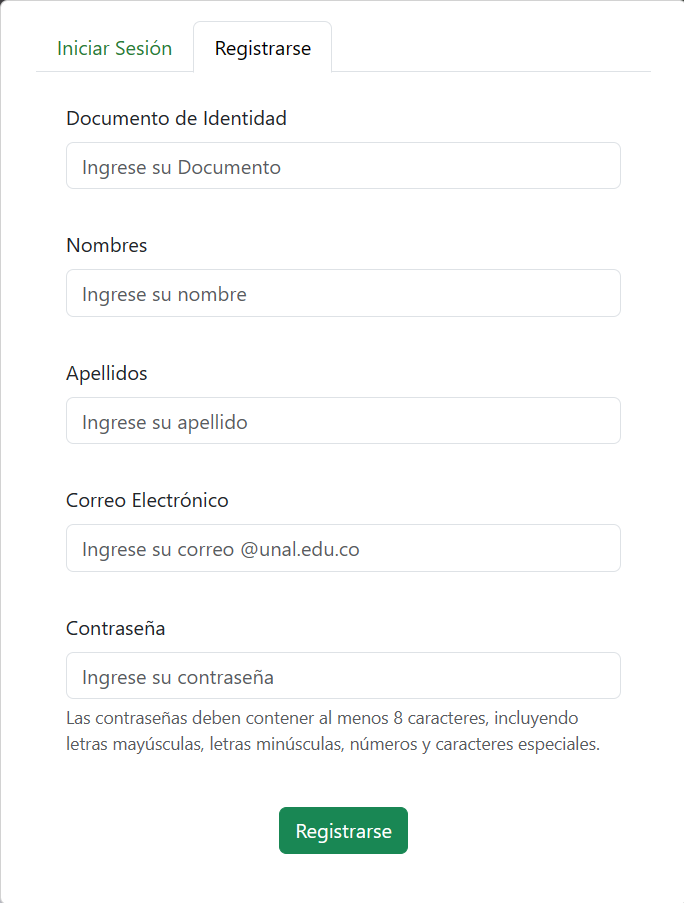 Iniciar Sesión
Registrarse
Documento de Identidad
Ingrese su Documento
Nombres
Ingrese su nombre
Apellidos
Ingrese su apellido
Correo Electrónico
Ingrese su correo @unal.edu.co
Contraseña
Ingrese su contraseña
Las contraseñas deben contener al menos 8 caracteres, incluyendo
letras mayúsculas, letras minúsculas, números y caracteres especiales.
Registrarse